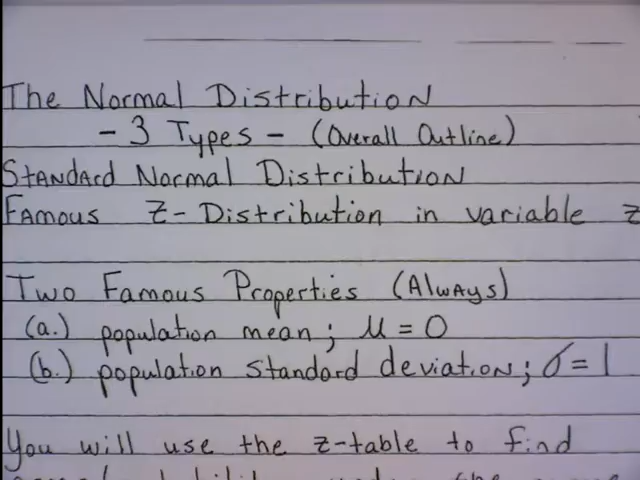 The Normal Distribution
- 3 Types - (Overall Outline)
Standard Normal Distribution
Famous Z-Distribution in variable z
Two Famous Properties (Always)
(a.) population mean; μ = 0
(b.) population standard deviation; σ = 1
You will use the z-table to find